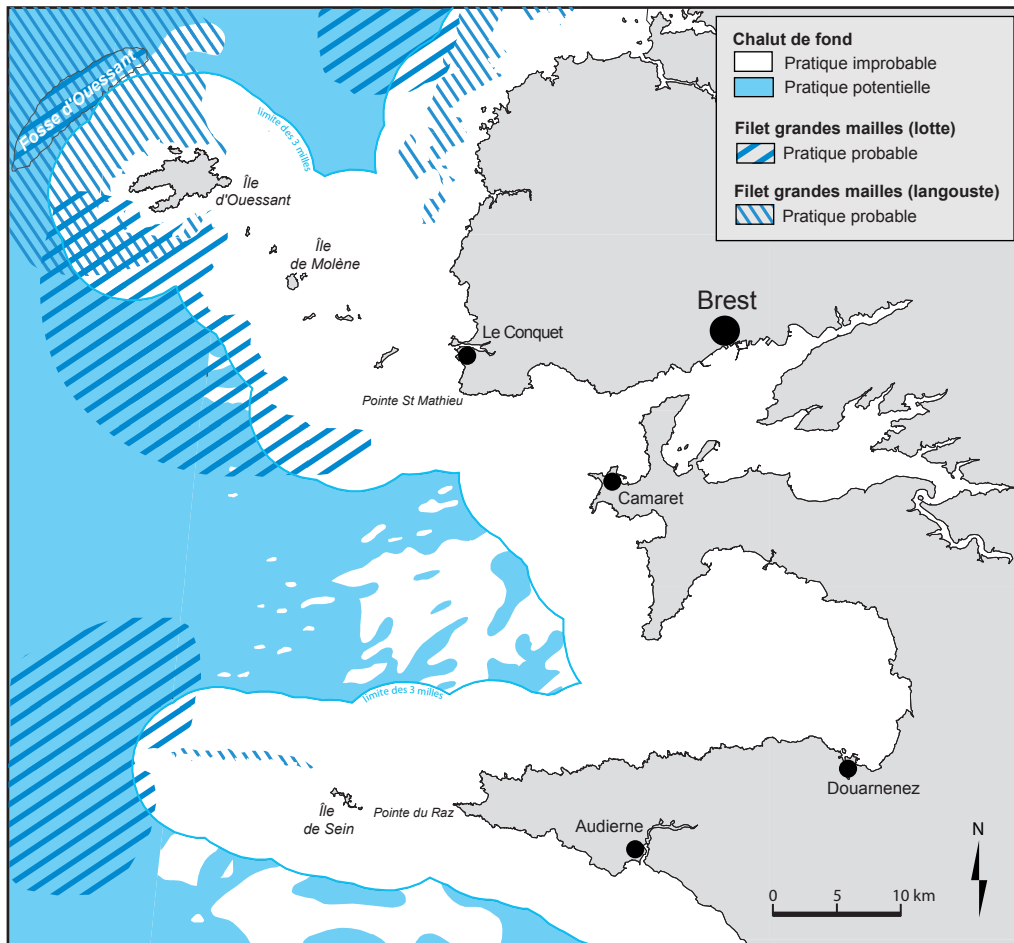 Chalut de fond
Pratique improbable
Pratique potentielle
Filet grandes mailles (lotte)
Pratique probable
Filet grandes mailles (langouste)
Pratique probable
Fosse d'Ouessant
limite des 3 milles
Île
d'Ouessant
Île
de Molène
Brest
Le Conquet
Pointe St Mathieu
Camaret
limite des 3 milles
Île
de Sein
Pointe du Raz
Douarnenez
Audierne
N
0 5 10 km